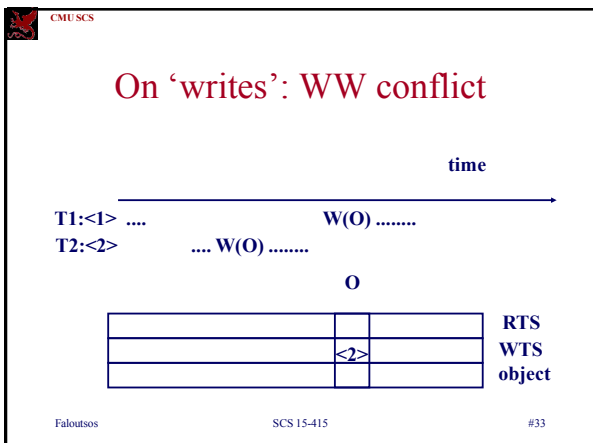 CMU SCS
On ‘writes’: WW conflict
time
T1:<1> .... W(O) ........
T2:<2> .... W(O) ........
O
RTS
<2> WTS
object
Faloutsos SCS 15-415 #33